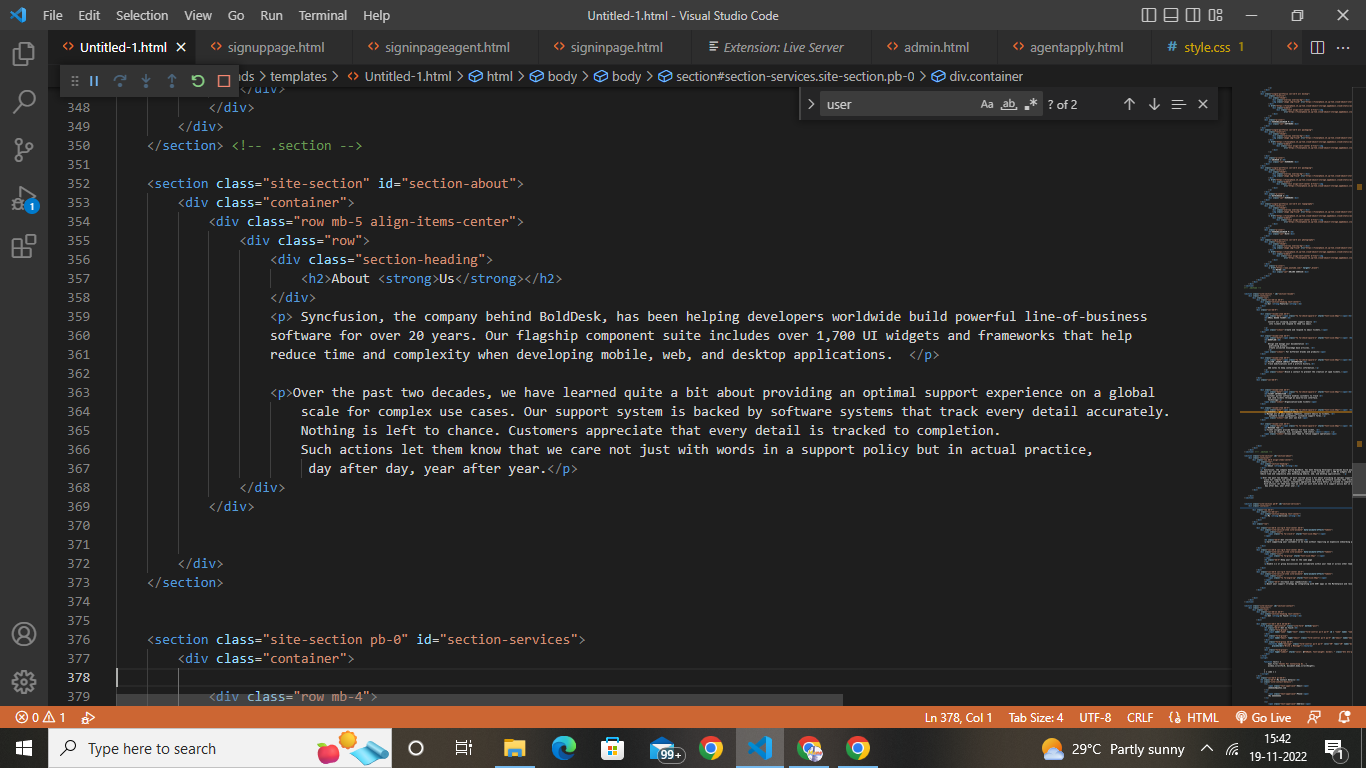 File Edit Selection View Go Run Terminal Help Untitled-1.html - Visual Studio Code
Untitled-1.html signuppage.html signinpageagent.html signinpage.html Extension: Live Server admin.html agentapply.html style.css 1
nds > templates > Untitled-1.html > html > body > body > section#section-services.site-section.pb-0 > div.container
user Aa ab ? of 2
</div>
348 </div>
349 </div>
350 </section> <!-- .section -->
351
352 <section class="site-section" id="section-about">
353 <div class="container">
354 <div class="row mb-5 align-items-center">
355 <div class="row">
356 <div class="section-heading">
357 <h2>About <strong>Us</strong></h2>
358 </div>
359 <p> Syncfusion, the company behind BoldDesk, has been helping developers worldwide build powerful line-of-business
360 software for over 20 years. Our flagship component suite includes over 1,700 UI widgets and frameworks that help
361 reduce time and complexity when developing mobile, web, and desktop applications. </p>
362
363 <p>Over the past two decades, we have learned quite a bit about providing an optimal support experience on a global
364 scale for complex use cases. Our support system is backed by software systems that track every detail accurately.
365 Nothing is left to chance. Customers appreciate that every detail is tracked to completion.
366 Such actions let them know that we care not just with words in a support policy but in actual practice,
367 day after day, year after year.</p>
368 </div>
369 </div>
370
371
372 </div>
373 </section>
374
375
376 <section class="site-section pb-0" id="section-services">
377 <div class="container">
378
379 <div class="row mb-4">
1
0 1 Ln 378, Col 1 Tab Size: 4 UTF-8 CRLF HTML Go Live
Type here to search 99+ 29°C Partly sunny 15:42
19-11-2022 1